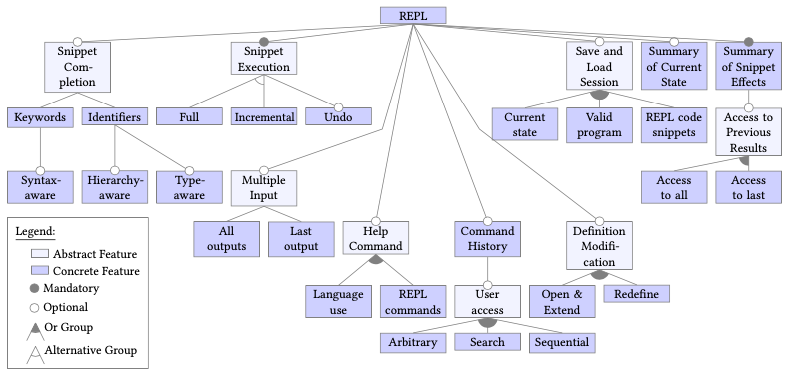 REPL
Snippet
Com-
pletion
Snippet
Execution
Save and
Load
Session
Summary
of Current
State
Summary
of Snippet
Effects
Keywords
Identifiers
Full
Incremental
Undo
Current
state
Valid
program
REPL code
snippets
Access to
Previous
Results
Syntax-
aware
Hierarchy-
aware
Type-
aware
Multiple
Input
Access
to all
Access
to last
All
outputs
Last
output
Help
Command
Command
History
Definition
Modifi-
cation
Language
use
REPL
commands
User
access
Open &
Extend
Redefine
Arbitrary
Search
Sequential
Legend:
Abstract Feature
Concrete Feature
Mandatory
Optional
Or Group
Alternative Group